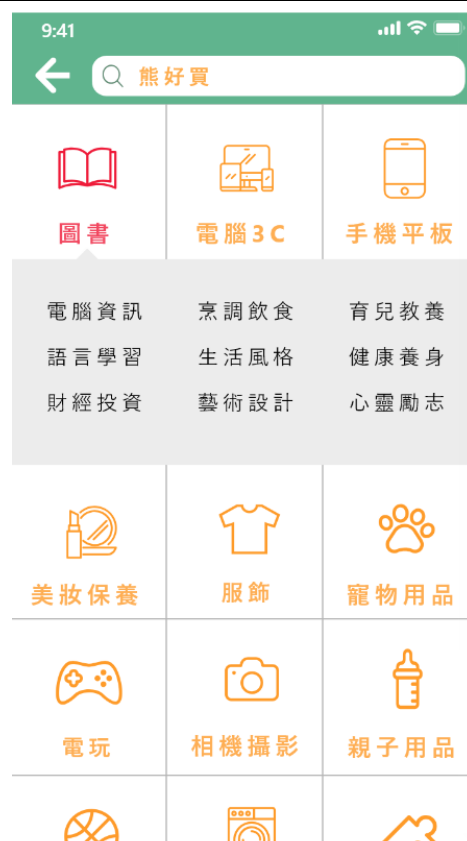 9:41
熊好買
圖書 電腦3C 手機平板
電腦資訊 烹調飲食 育兒教養
語言學習 生活風格 健康養身
財經投資 藝術設計 心靈勵志
美妝保養 服飾 寵物用品
電玩 相機攝影 親子用品